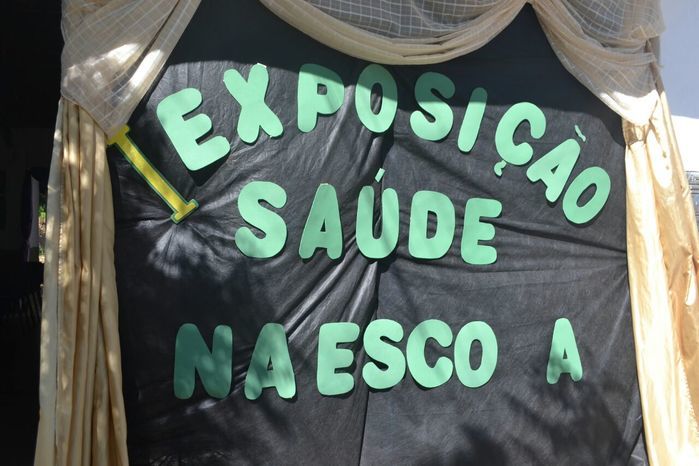 I EXPOSIÇÃO
SAÚDE
NA ESCO A